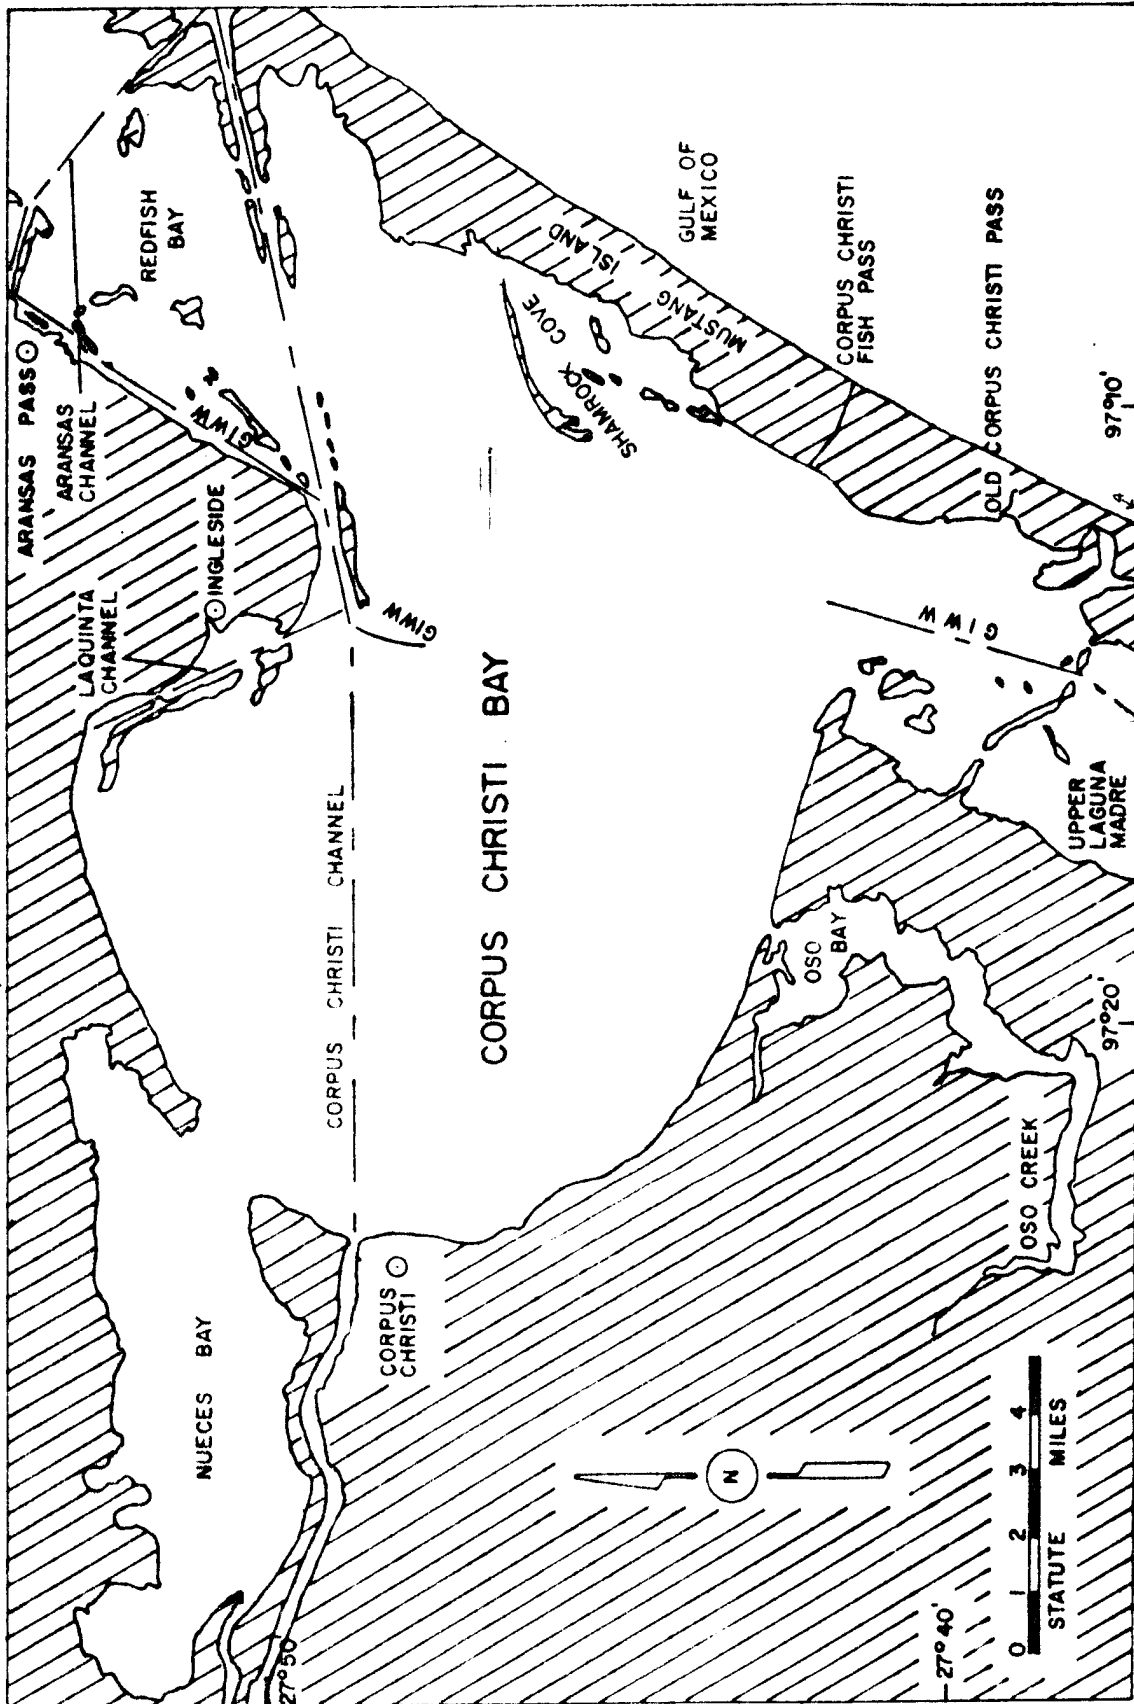 ARANSAS PASS
ARANSAS
CHANNEL
REDFISH
BAY
GIWW
INGLESIDE
LAQUINTA
CHANNEL
GIWW
CORPUS CHRISTI CHANNEL
NUECES BAY
CORPUS
CHRISTI
CORPUS CHRISTI BAY
SHAMROCK COVE
MUSTANG
ISLAND
GULF OF
MEXICO
CORPUS CHRISTI
FISH PASS
OLD CORPUS CHRISTI PASS
GIWW
UPPER
LAGUNA
MADRE
OSO
BAY
OSO CREEK
97°10'
97°20'
27°50'
27°40'
N
0 1 2 3 4
STATUTE MILES